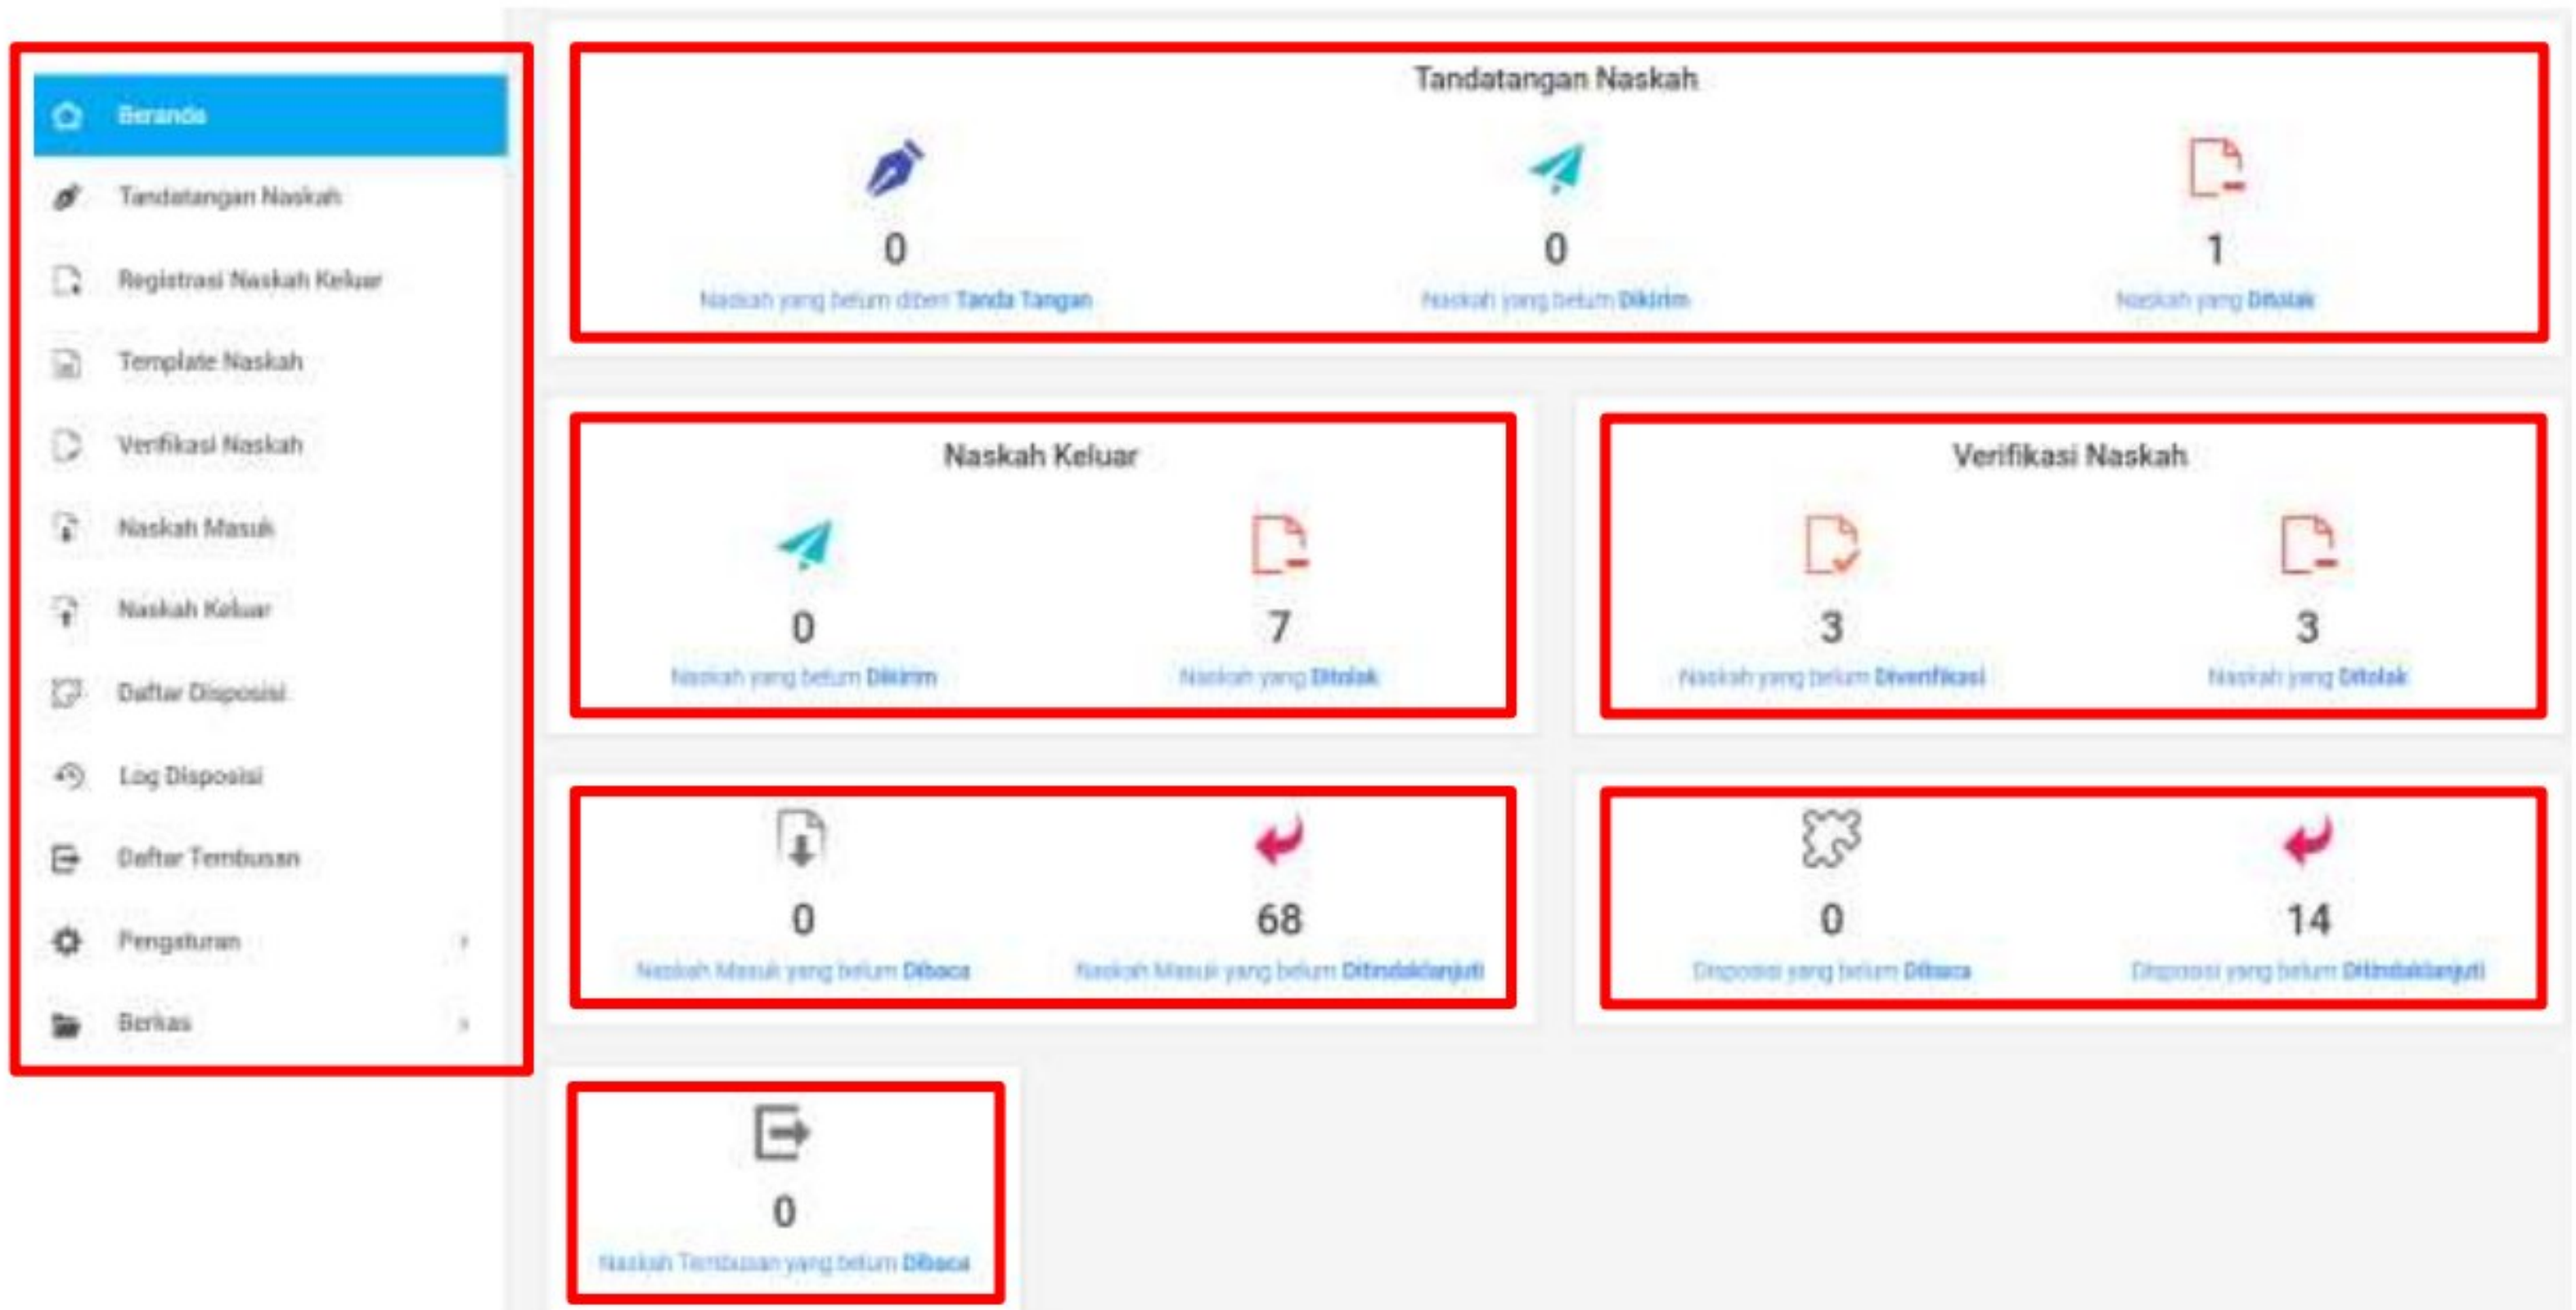 Beranda
Tandatangan Naskah
Registrasi Naskah Keluar
Template Naskah
Verifikasi Naskah
Naskah Masuk
Naskah Keluar
Daftar Disposisi
Log Disposisi
Daftar Tembusan
Pengaturan
Berkas
Tandatangan Naskah
0
Naskah yang belum diberi Tanda Tangan
0
Naskah yang belum Dikirim
1
Naskah yang Ditolak
Naskah Keluar
0
Naskah yang belum Dikirim
7
Naskah yang Ditolak
Verifikasi Naskah
3
Naskah yang belum Diverifikasi
3
Naskah yang Ditolak
0
Naskah Masuk yang belum Dibaca
68
Naskah Masuk yang belum Ditindaklanjuti
0
Disposisi yang belum Dibaca
14
Disposisi yang belum Ditindaklanjuti
0
Naskah Tembusan yang belum Dibaca